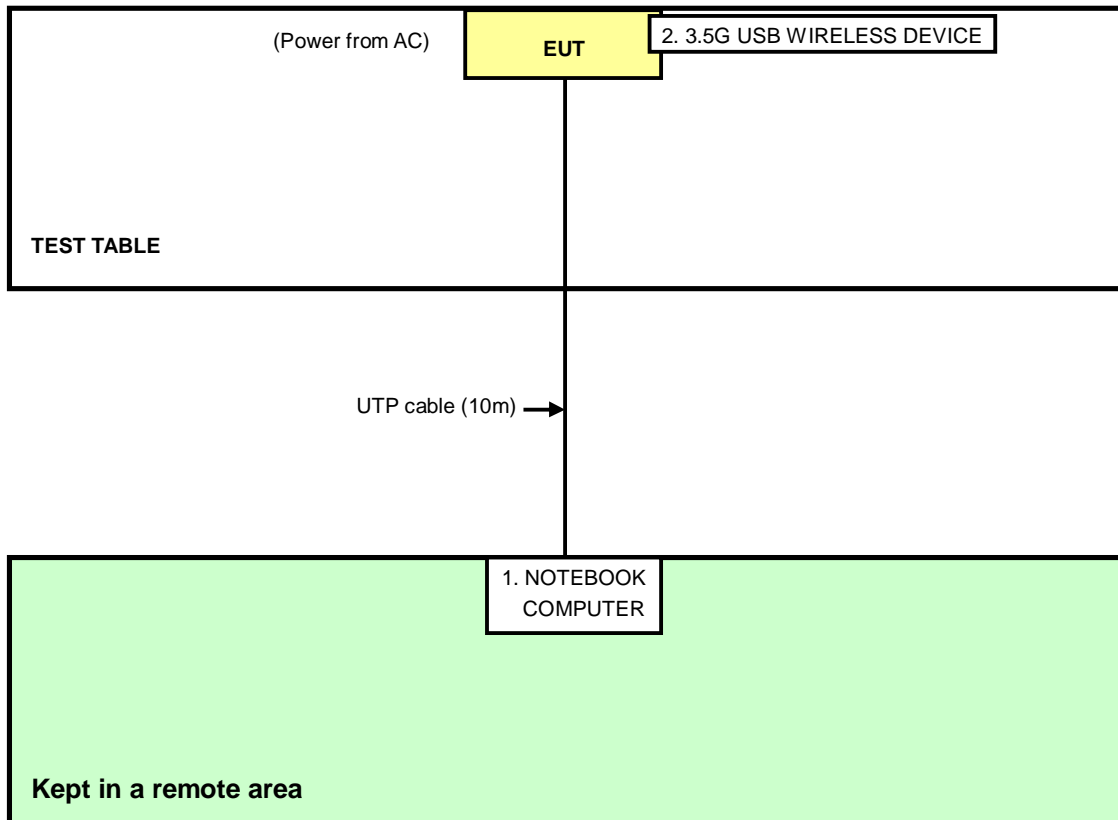 (Power from AC)
EUT
2. 3.5G USB WIRELESS DEVICE
TEST TABLE
UTP cable (10m)
1. NOTEBOOK
COMPUTER
Kept in a remote area